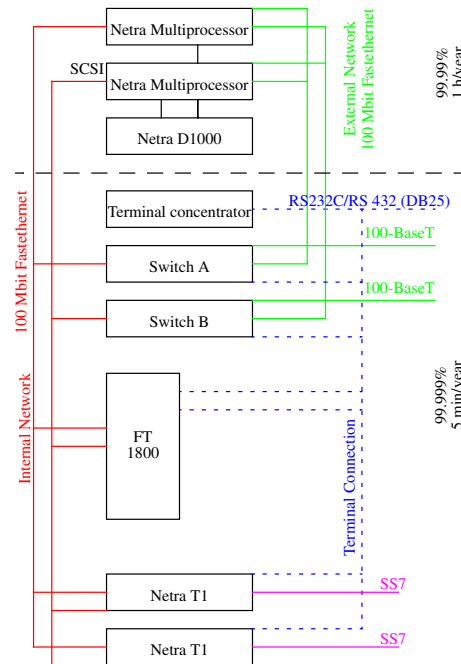 Netra Multiprocessor
SCSI
Netra Multiprocessor
Netra D1000
External Network
100 Mbit Fastethernet
99.99%
1 h/year
Terminal concentrator
RS232C/RS 432 (DB25)
100-BaseT
Switch A
100-BaseT
Switch B
100 Mbit Fastethernet
Internal Network
FT
1800
Terminal Connection
99.999%
5 min/year
Netra T1
SS7
Netra T1
SS7